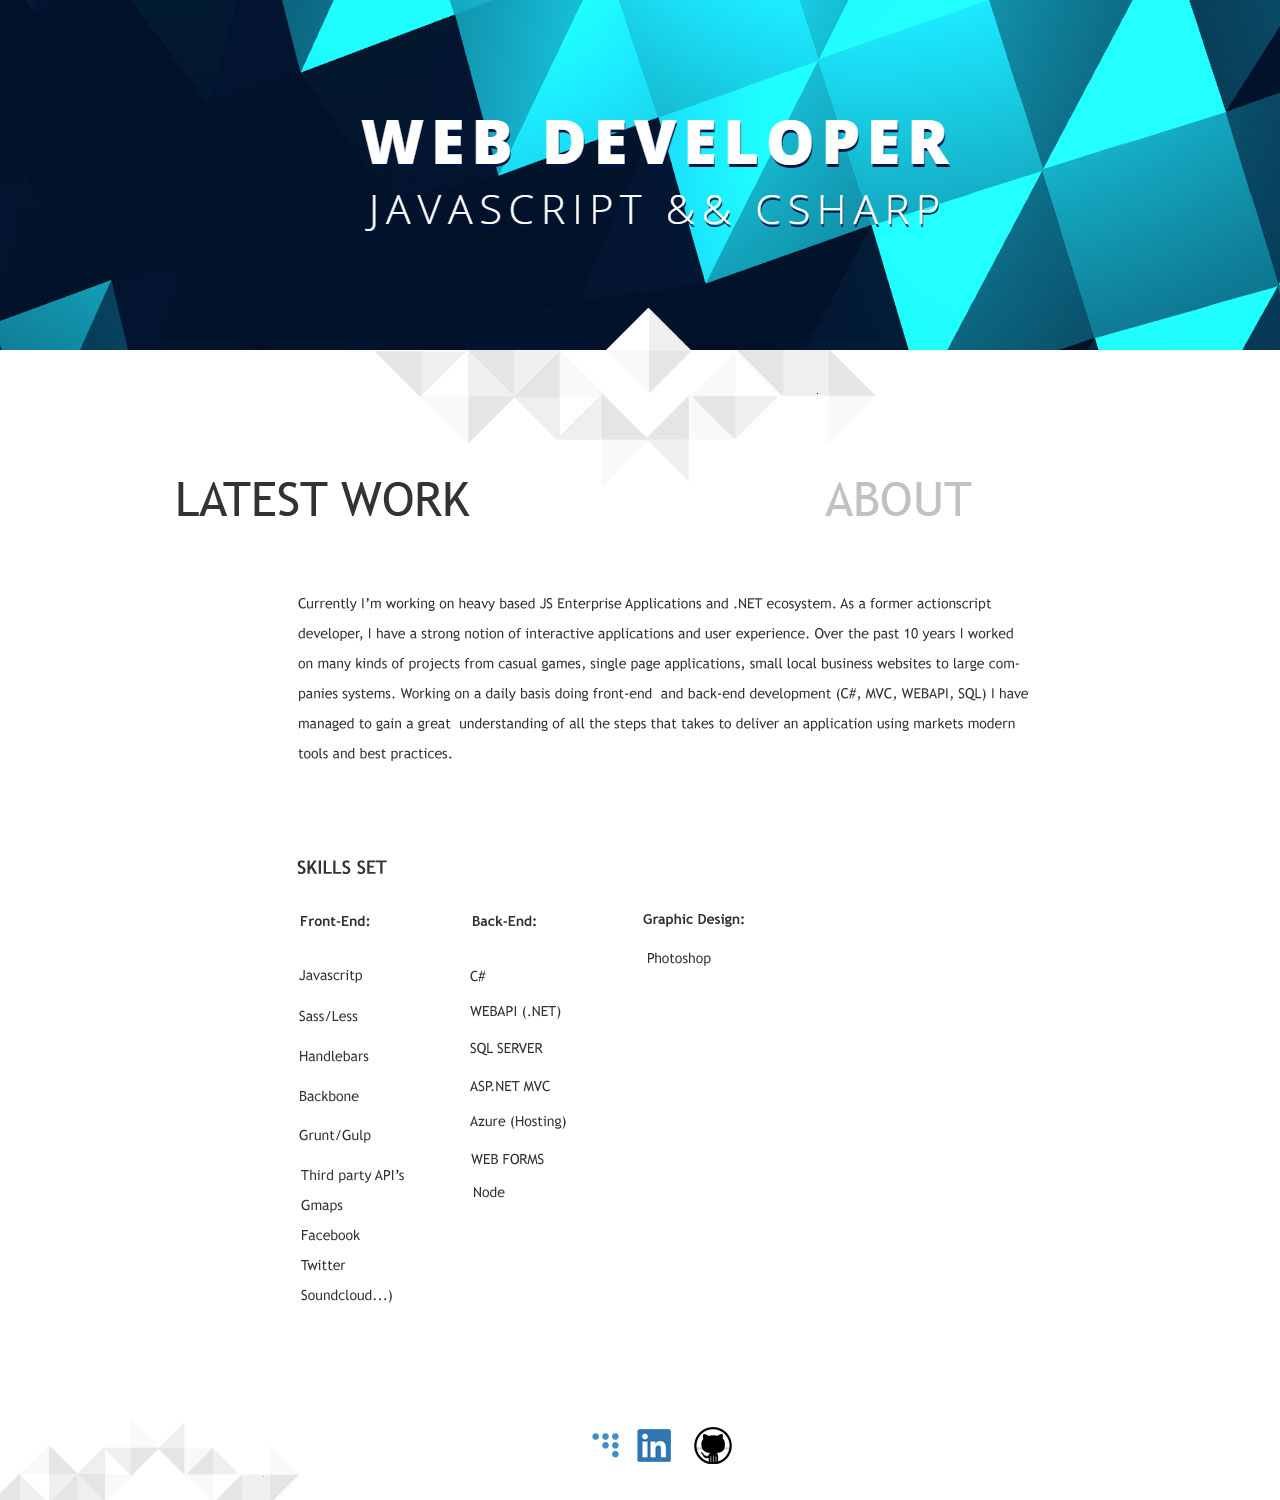 WEB DEVELOPER
JAVASCRIPT && CSHARP
LATEST WORK
ABOUT
Currently I’m working on heavy based JS Enterprise Applications and .NET ecosystem. As a former actionscript
developer, I have a strong notion of interactive applications and user experience. Over the past 10 years I worked
on many kinds of projects from casual games, single page applications, small local business websites to large com-
panies systems. Working on a daily basis doing front-end  and back-end development (C#, MVC, WEBAPI, SQL) I have
managed to gain a great  understanding of all the steps that takes to deliver an application using markets modern
tools and best practices.
SKILLS SET
Front-End:
Javascritp
Sass/Less
Handlebars
Backbone
Grunt/Gulp
Third party API’s
Gmaps
Facebook
Twitter
Soundcloud...)
Back-End:
C#
WEBAPI (.NET)
SQL SERVER
ASP.NET MVC
Azure (Hosting)
WEB FORMS
Node
Graphic Design:
Photoshop
in